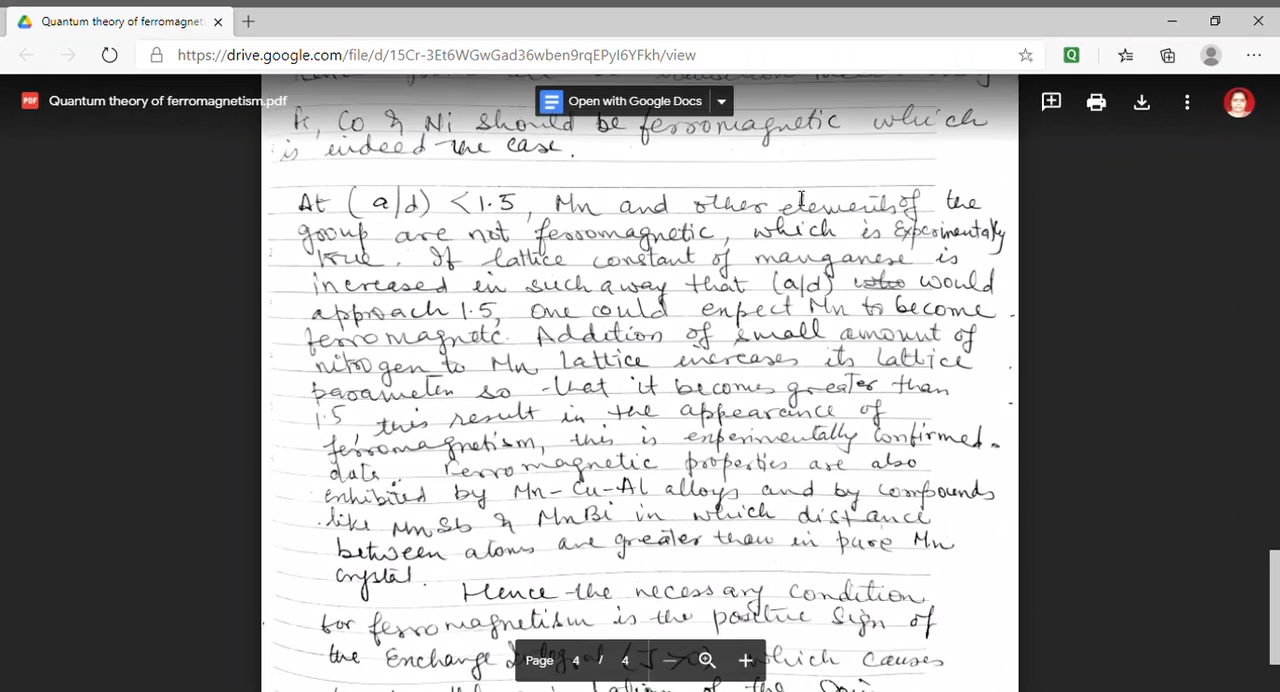 Quantum theory of ferromagnet
https://drive.google.com/file/d/15Cr-3Et6WGwGad36wben9rqEPyI6YFkh/view
PDF Quantum theory of ferromagnetism.pdf
Open with Google Docs
Co & Ni should be ferromagnetic which
is indeed the case.
At (a/d) <1.5, Mn and other elements of the
group are not ferromagnetic, which is Experimentally
true. If lattice constant of manganese is
increased in such a way that (a/d) would
approach 1.5, One could expect Mn to become
ferromagnetc. Addition of small amount of
nitrogen to Mn Lattice increases its Lattice
parameter so that it becomes greater than
1.5, this result in the appearance of
ferromagnetism, this is experimentally confirmed
data. Ferromagnetic properties are also
exhibited by Mn-Cu-Al alloys and by compounds
like MnSb & MnBi in which distance
between atoms are greater than in pure Mn
crystal.
Hence the necessary condition
for ferromagnetism is the positive sign of
the Exchange which causes
of the
Page 4 / 4